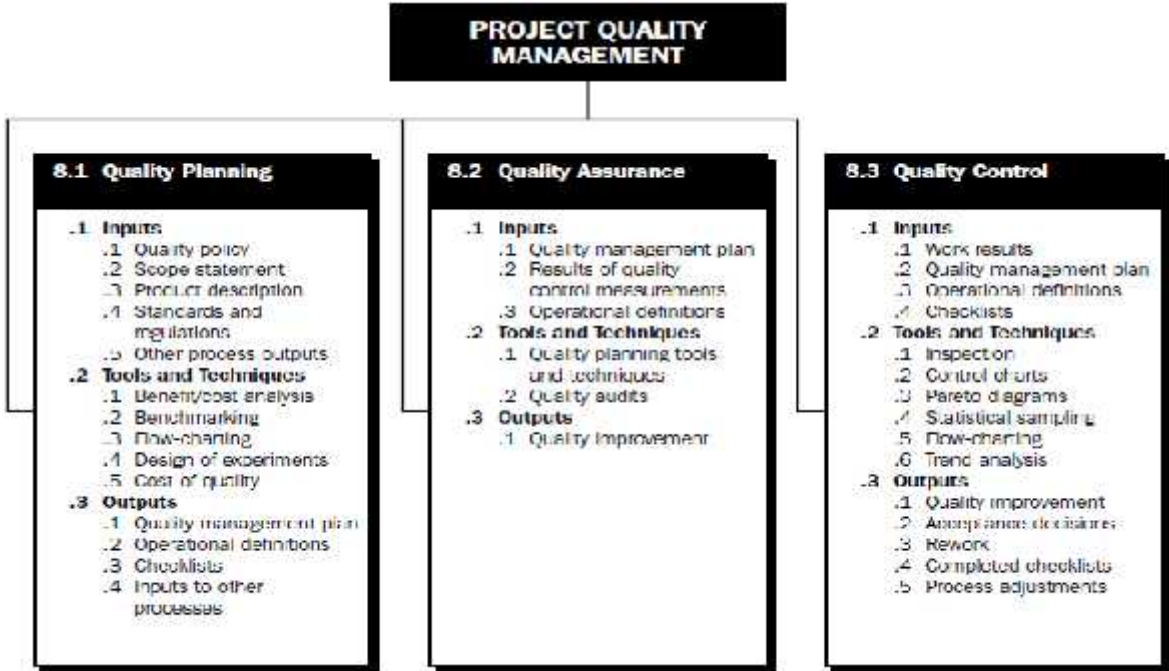 PROJECT QUALITY
MANAGEMENT
8.1 Quality Planning
.1 Inputs
.1 Quality policy
.2 Scope statement
.3 Product description
.4 Standards and
regulations
.5 Other process outputs
.2 Tools and Techniques
.1 Benefit/cost analysis
.2 Benchmarking
.3 Flow-charting
.4 Design of experiments
.5 Cost of quality
.3 Outputs
.1 Quality management plan
.2 Operational definitions
.3 Checklists
.4 Inputs to other
processes
8.2 Quality Assurance
.1 Inputs
.1 Quality management plan
.2 Results of quality
control measurements
.3 Operational definitions
.2 Tools and Techniques
.1 Quality planning tools
and techniques
.2 Quality audits
.3 Outputs
.1 Quality improvement
8.3 Quality Control
.1 Inputs
.1 Work results
.2 Quality management plan
.3 Operational definitions
.4 Checklists
.2 Tools and Techniques
.1 Inspection
.2 Control charts
.3 Pareto diagrams
.4 Statistical sampling
.5 Flow-charting
.6 Trend analysis
.3 Outputs
.1 Quality improvement
.2 Acceptance decisions
.3 Rework
.4 Completed checklists
.5 Process adjustments